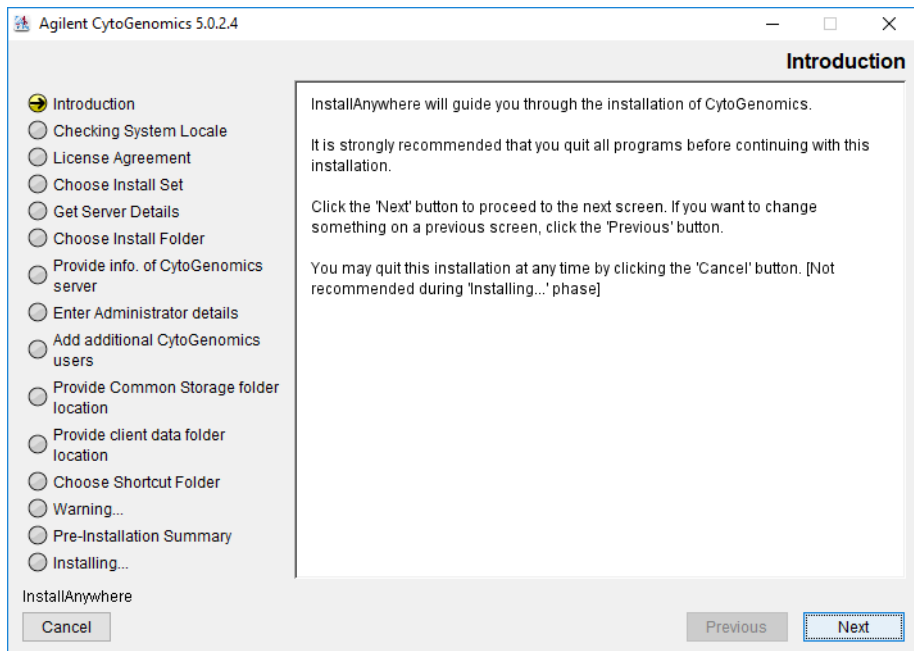 Agilent CytoGenomics 5.0.2.4
Introduction
Introduction
Checking System Locale
License Agreement
Choose Install Set
Get Server Details
Choose Install Folder
Provide info. of CytoGenomics
server
Enter Administrator details
Add additional CytoGenomics
users
Provide Common Storage folder
location
Provide client data folder
location
Choose Shortcut Folder
Warning...
Pre-Installation Summary
Installing...
InstallAnywhere will guide you through the installation of CytoGenomics.
It is strongly recommended that you quit all programs before continuing with this
installation.
Click the 'Next' button to proceed to the next screen. If you want to change
something on a previous screen, click the 'Previous' button.
You may quit this installation at any time by clicking the 'Cancel' button. [Not
recommended during 'Installing...' phase]
InstallAnywhere
Cancel
Previous
Next